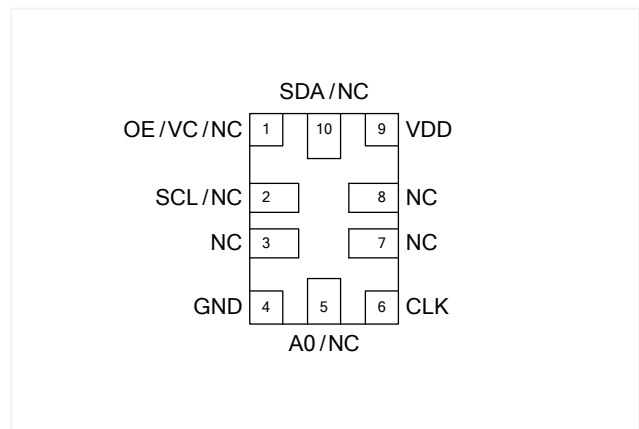 SDA/NC
OE/VC/NC 1 10 9 VDD
SCL/NC 2 8 NC
NC 3 7 NC
GND 4 5 6 CLK
A0/NC